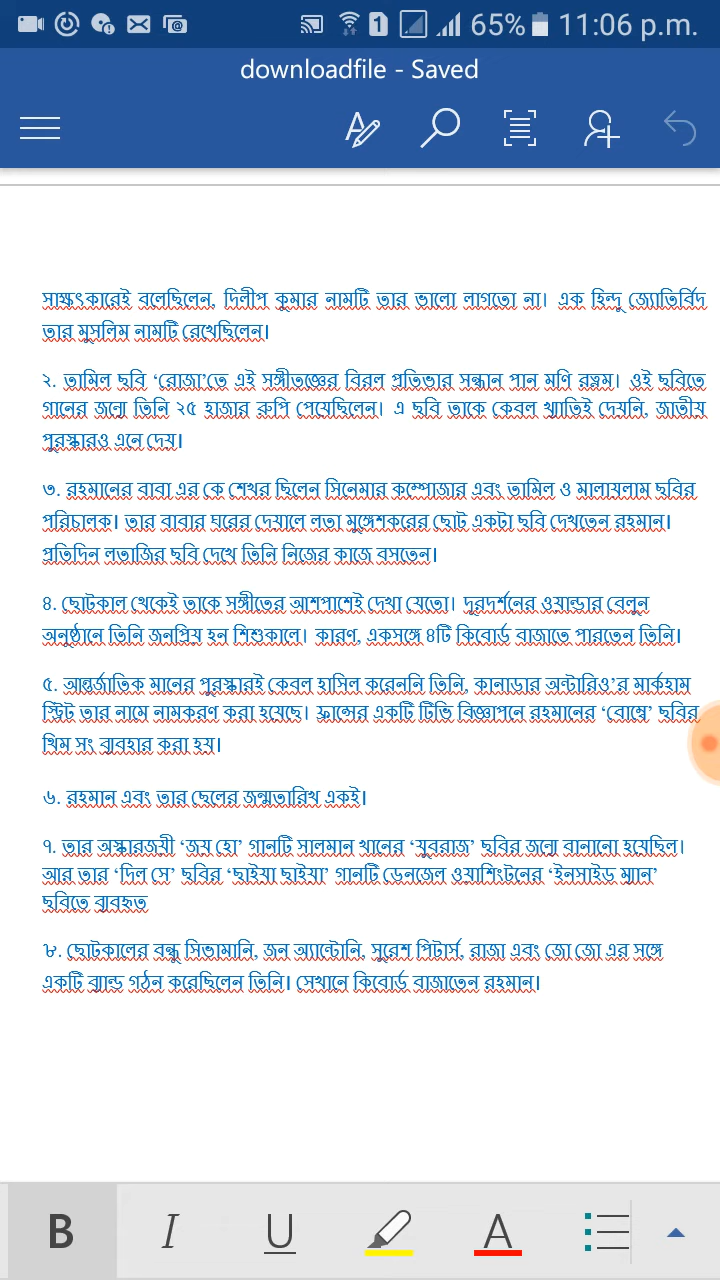 1 65% 11:06 p.m.
downloadfile - Saved
সাক্ষৎকারেই বলেছিলেন, দিলীপ কুমার নামটি তার ভালো লাগতো না। এক হিন্দু জ্যোতির্বিদ
তার মুসলিম নামটি রেখেছিলেন।
২. তামিল ছবি ‘রোজা’তে এই সঙ্গীতজ্ঞের বিরল প্রতিভার সন্ধান পান মণি রত্নম। ওই ছবিতে
গানের জন্যে তিনি ২৫ হাজার রুপি পেয়েছিলেন। এ ছবি তাকে কেবল খ্যাতিই দেয়নি, জাতীয়
পুরস্কারও এনে দেয়।
৩. রহমানের বাবা এর কে শেখর ছিলেন সিনেমার কম্পোজার এবং তামিল ও মালায়লাম ছবির
পরিচালক। তার বাবার ঘরের দেয়ালে লতা মুঙ্গেশকরের ছোট একটা ছবি দেখতেন রহমান।
প্রতিদিন লতাজির ছবি দেখে তিনি নিজের কাজে বসতেন।
৪. ছোটকাল থেকেই তাকে সঙ্গীতের আশপাশেই দেখা যেতো। দূরদর্শনের ওয়ান্ডার বেলুন
অনুষ্ঠানে তিনি জনপ্রিয় হন শিশুকালে। কারণ, একসঙ্গে ৪টি কিবোর্ড বাজাতে পারতেন তিনি।
৫. আন্তর্জাতিক মানের পুরস্কারই কেবল হাসিল করেননি তিনি, কানাডার অন্টারিও’র মার্কহাম
স্ট্রিট তার নামে নামকরণ করা হয়েছে। ফ্রান্সের একটি টিভি বিজ্ঞাপনে রহমানের ‘বোম্বে’ ছবির
থিম সং ব্যবহার করা হয়।
৬. রহমান এবং তার ছেলের জন্মতারিখ একই।
৭. তার অস্কারজয়ী ‘জয় হো’ গানটি সালমান খানের ‘যুবরাজ’ ছবির জন্যে বানানো হয়েছিল।
আর তার ‘দিল সে’ ছবির ‘ছাইয়া ছাইয়া’ গানটি ডেনজেল ওয়াশিংটনের ‘ইনসাইড ম্যান’
ছবিতে ব্যবহৃত
৮. ছোটকালের বন্ধু সিভামানি, জন অ্যান্টোনি, সুরেশ পিটার্স, রাজা এবং জো জো এর সঙ্গে
একটি ব্যান্ড গঠন করেছিলেন তিনি। সেখানে কিবোর্ড বাজাতেন রহমান।
B I U A